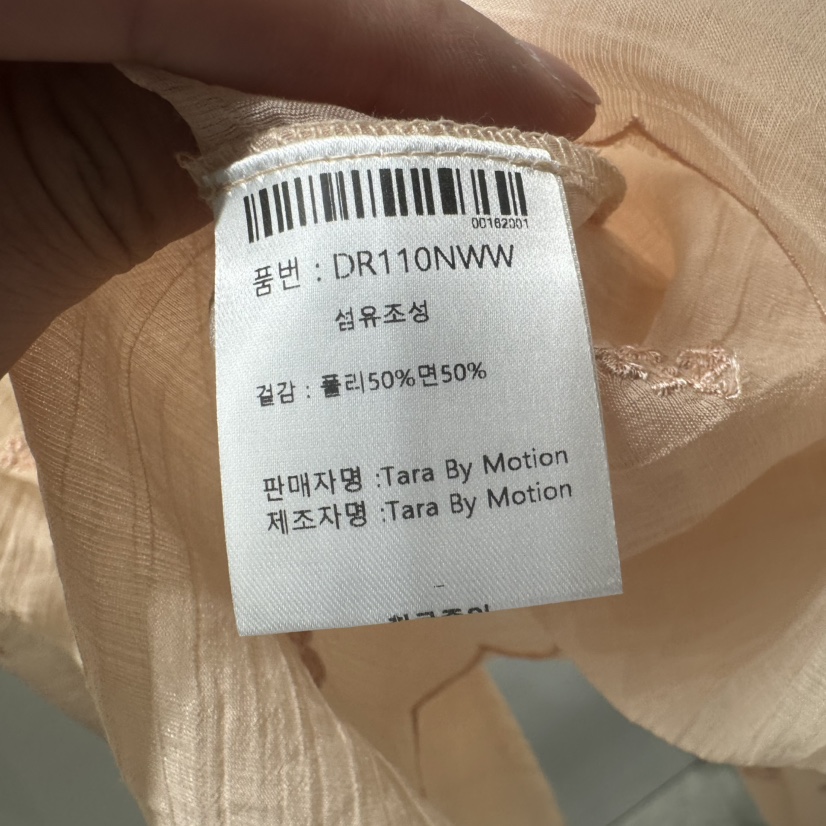 00162001
품번 : DR110NWW
섬유조성
겉감 : 폴리50%면50%
판매자명 :Tara By Motion
제조자명 :Tara By Motion